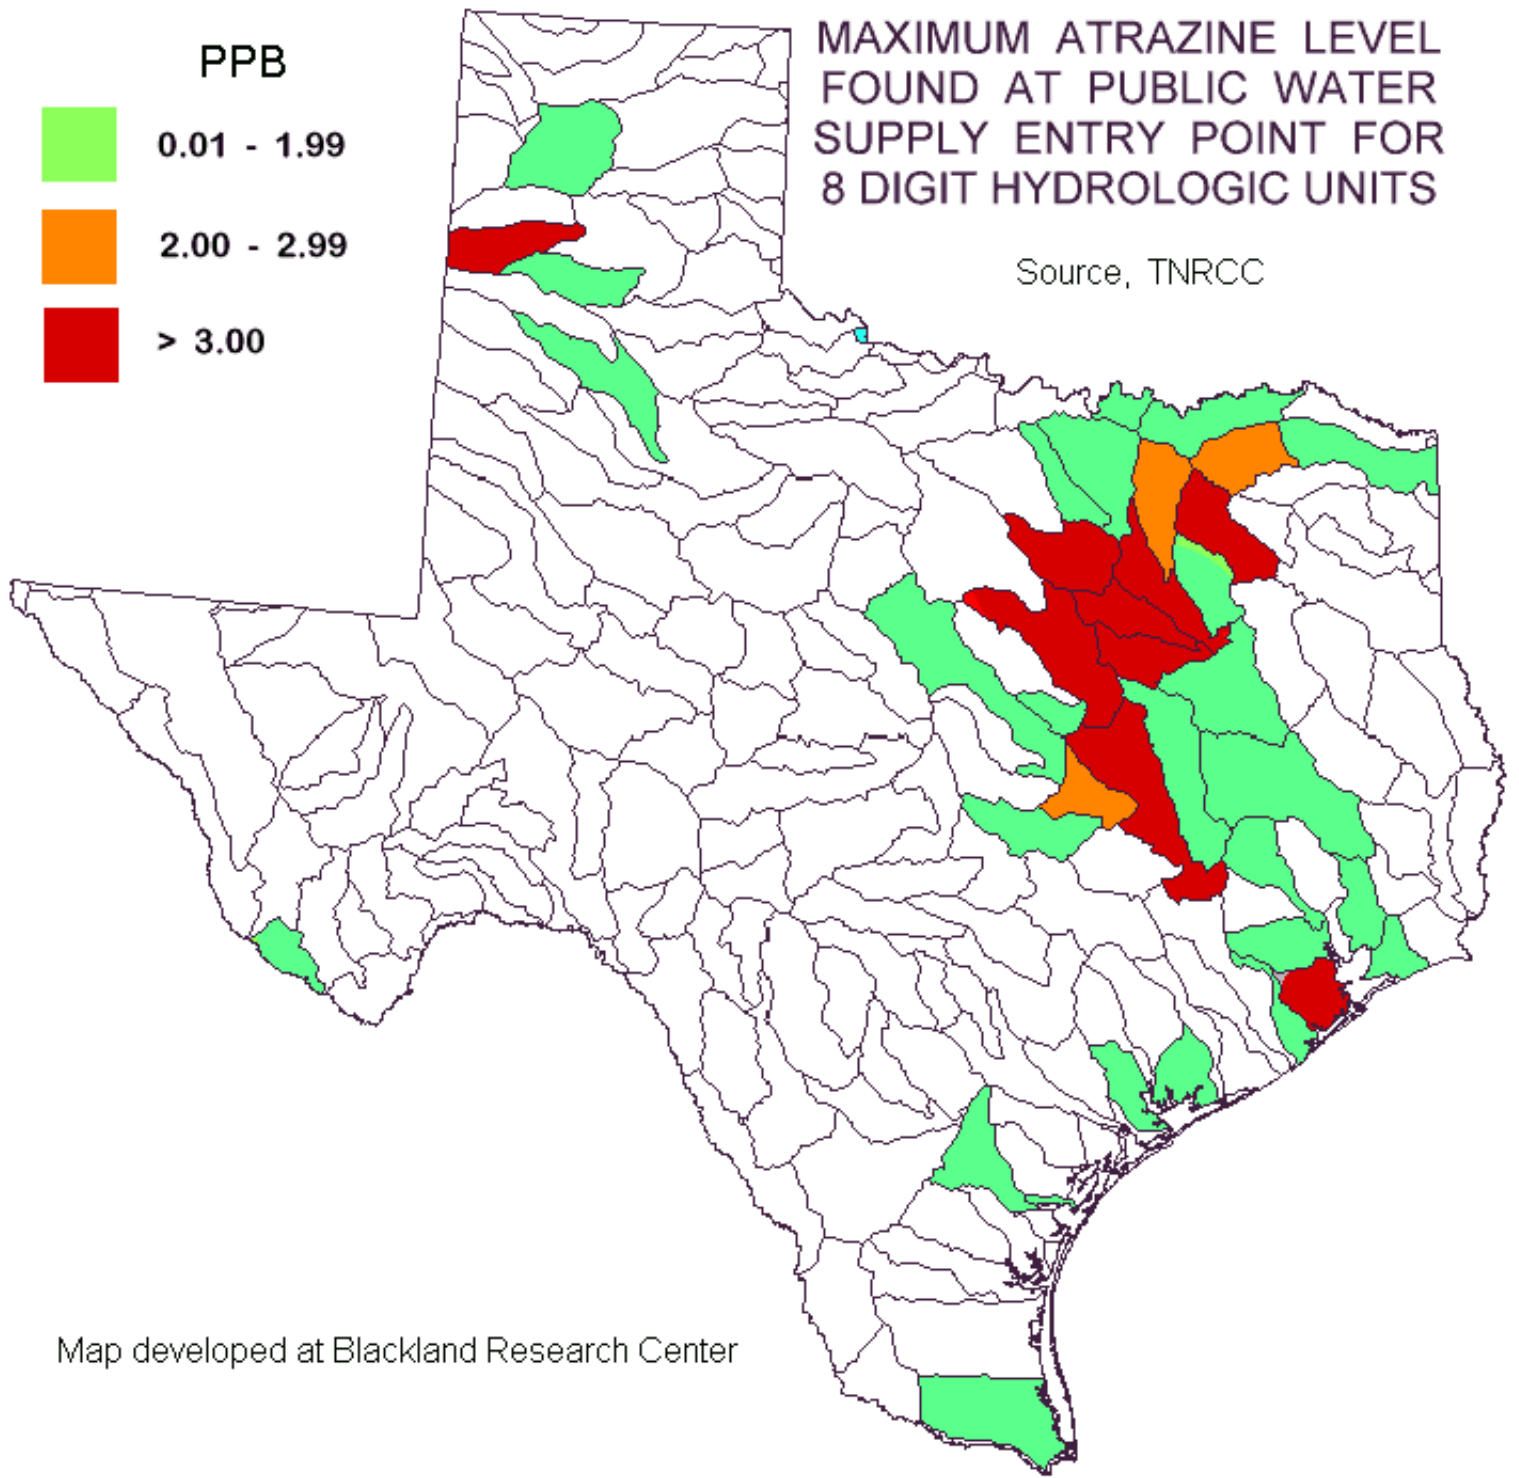 MAXIMUM ATRAZINE LEVEL
FOUND AT PUBLIC WATER
SUPPLY ENTRY POINT FOR
8 DIGIT HYDROLOGIC UNITS
Source, TNRCC
PPB
0.01 - 1.99
2.00 - 2.99
> 3.00
Map developed at Blackland Research Center